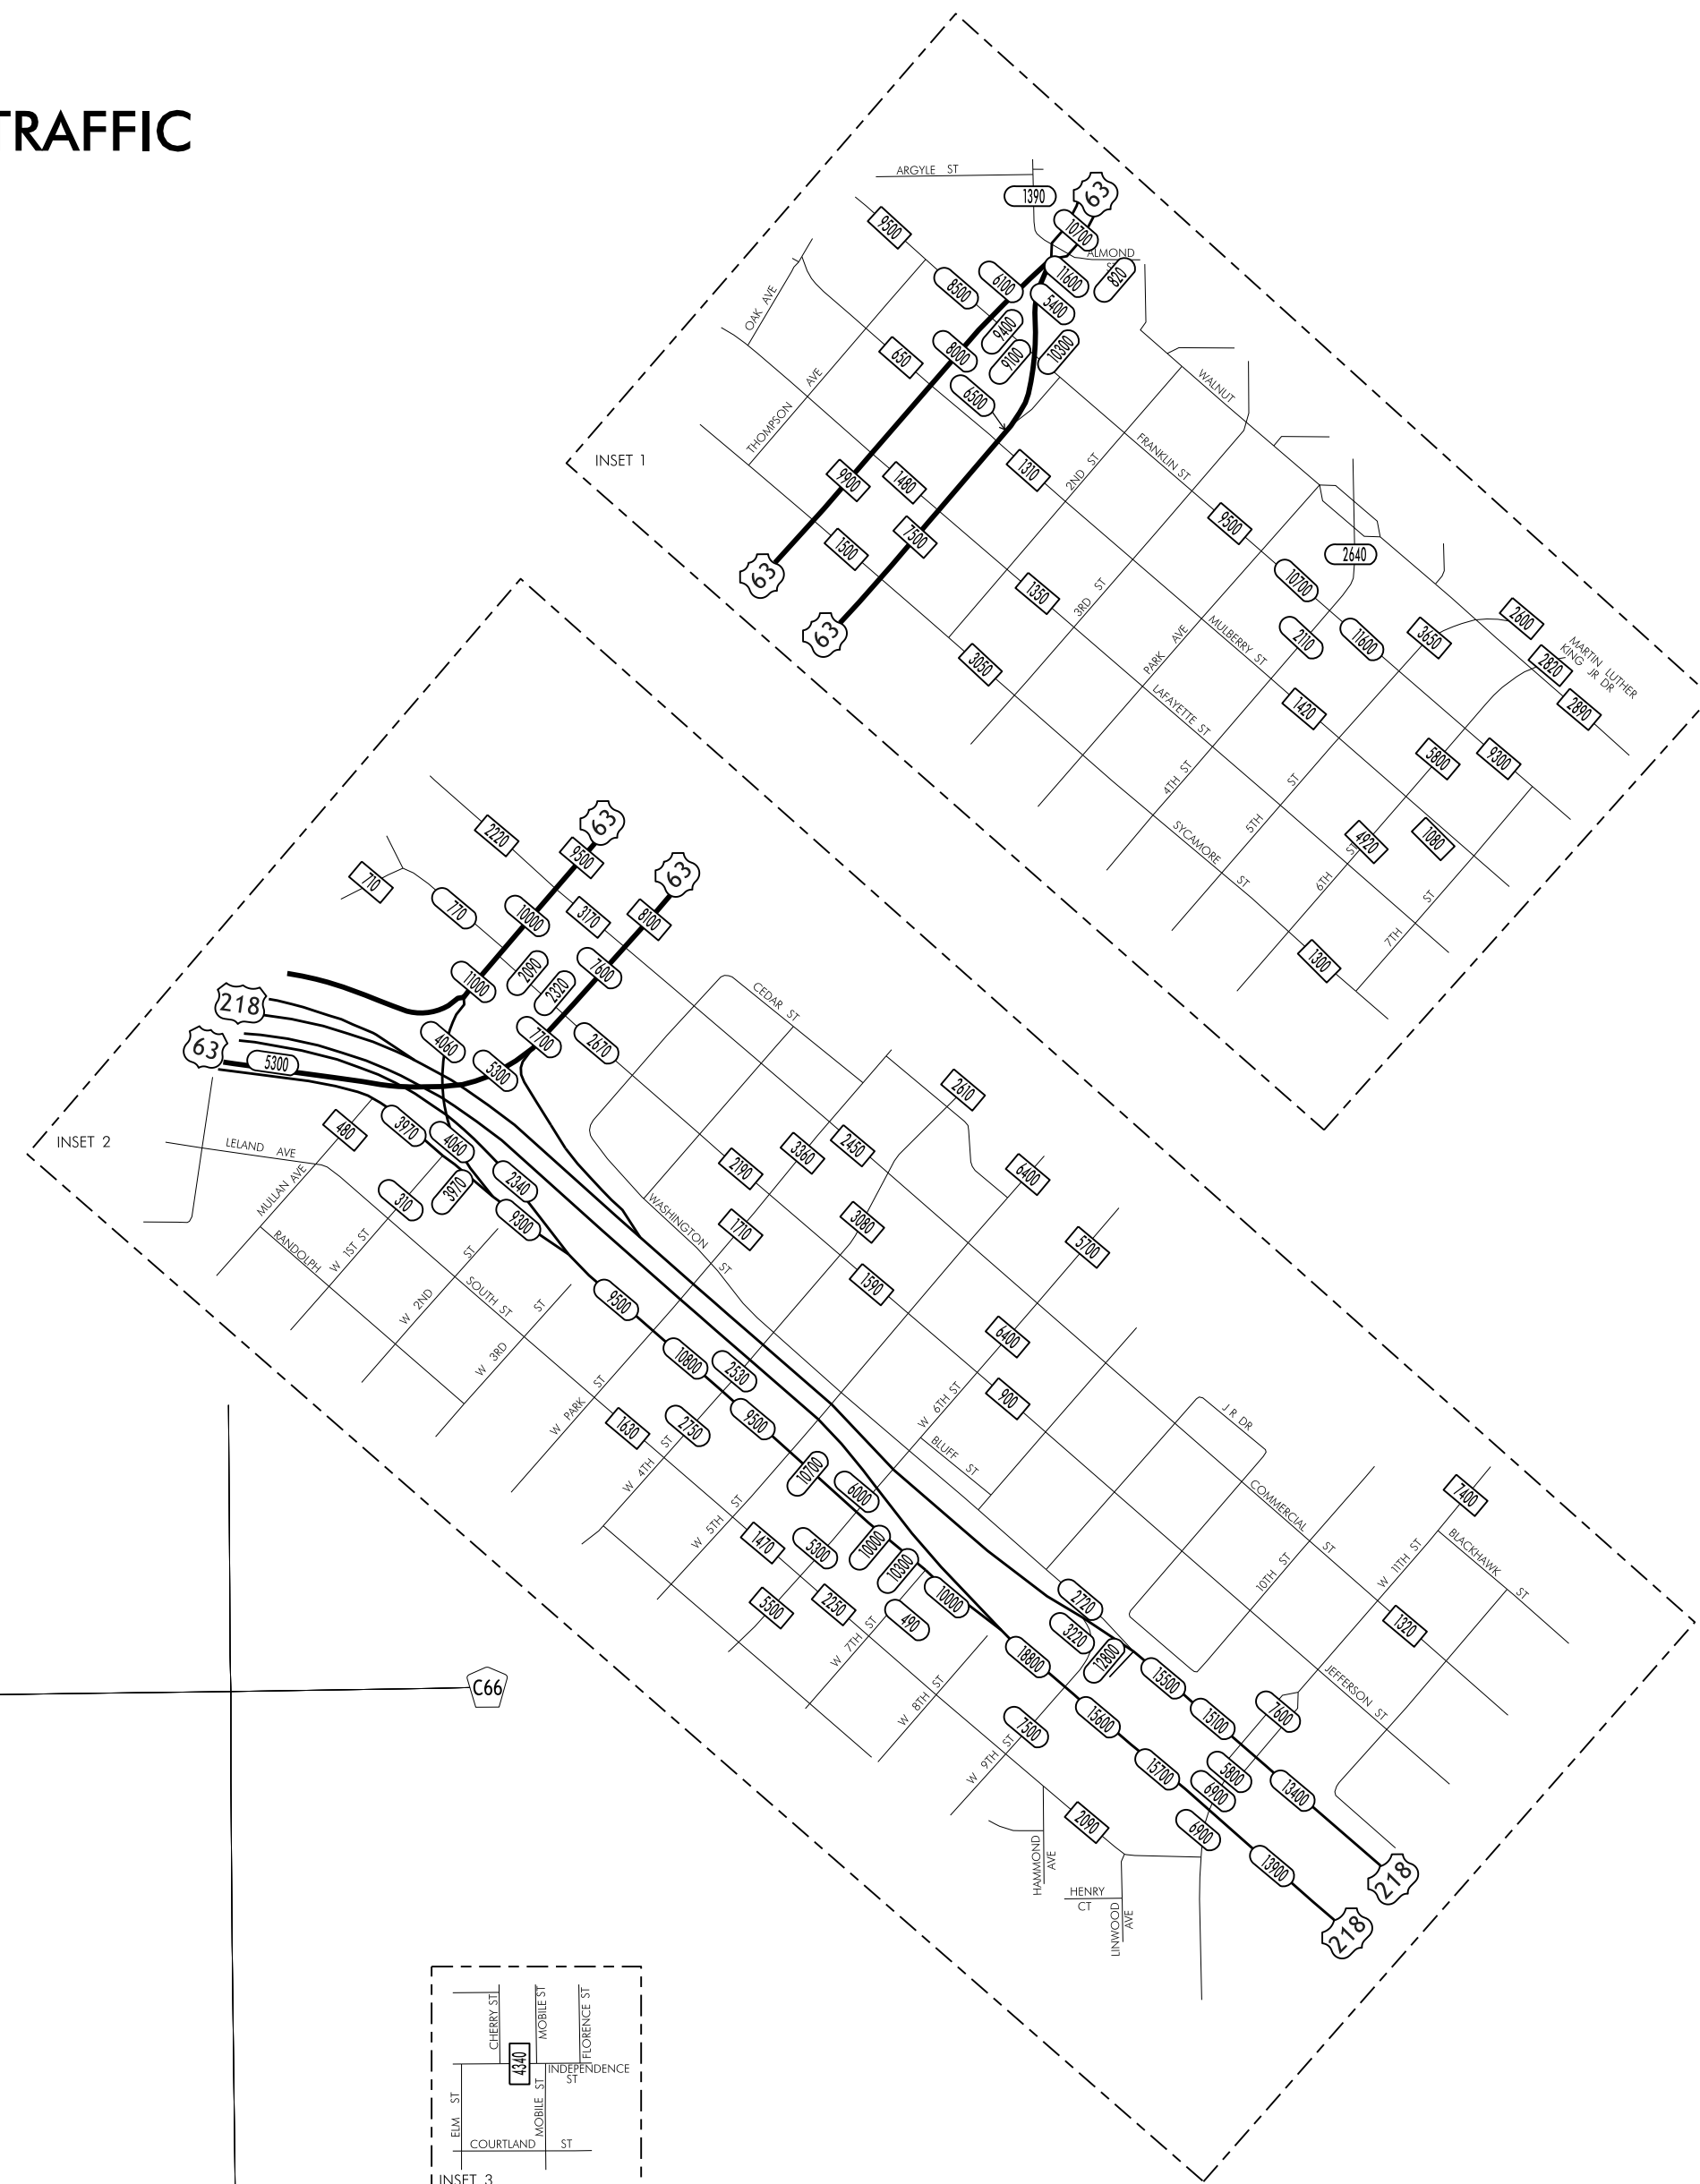 TRAFFIC
ARGYLE ST
1390
63
9500
10700
ALMOND
820
11600
6100
8500
5400
OAK AVE
9400
8000
650
9100
10300
6500
THOMPSON AVE
WALNUT
INSET 1
FRANKLIN ST
2ND ST
1310
9900
1480
9500
7500
1500
2640
63
10700
1350
3RD ST
2600
63
2110
11600
3650
MULBERRY ST
PARK AVE
MARTIN LUTHER
KING JR DR
3050
2820
LAFAYETTE ST
1420
2890
5800
9300
4TH ST
5TH ST
SYCAMORE ST
4920
1080
6TH ST
7TH ST
1300
63
2220
9500
63
710
770
10000
3170
8100
2090
7600
11000
2320
CEDAR ST
218
4060
7700
2670
63
5300
5300
2610
INSET 2
480
3970
4060
LELAND AVE
3360
2450
2190
6400
MULLAN AVE
310
3970
2340
9300
WASHINGTON ST
1710
3080
RANDOLPH
W 1ST ST
5700
W 2ND ST
SOUTH ST
1590
9500
W 3RD ST
6400
10800
2530
900
W PARK ST
9500
W 6TH ST
1630
2750
J R DR
BLUFF ST
W 4TH ST
10700
6000
COMMERCIAL ST
7400
W 5TH ST
1470
5300
10000
10300
BLACKHAWK ST
10TH ST
W 11TH ST
5500
2250
490
10000
2720
3220
1320
W 7TH ST
18800
12800
15500
JEFFERSON ST
C66
W 8TH ST
7500
15600
15100
7600
W 9TH ST
15700
5800
6900
13400
2090
6900
HAMMOND
AVE
13900
218
HENRY
CT
LINWOOD
AVE
218
CHERRY ST
MOBILE ST
FLORENCE ST
4340
INDEPENDENCE
ST
ELM ST
MOBILE ST
COURTLAND ST
INSET 3